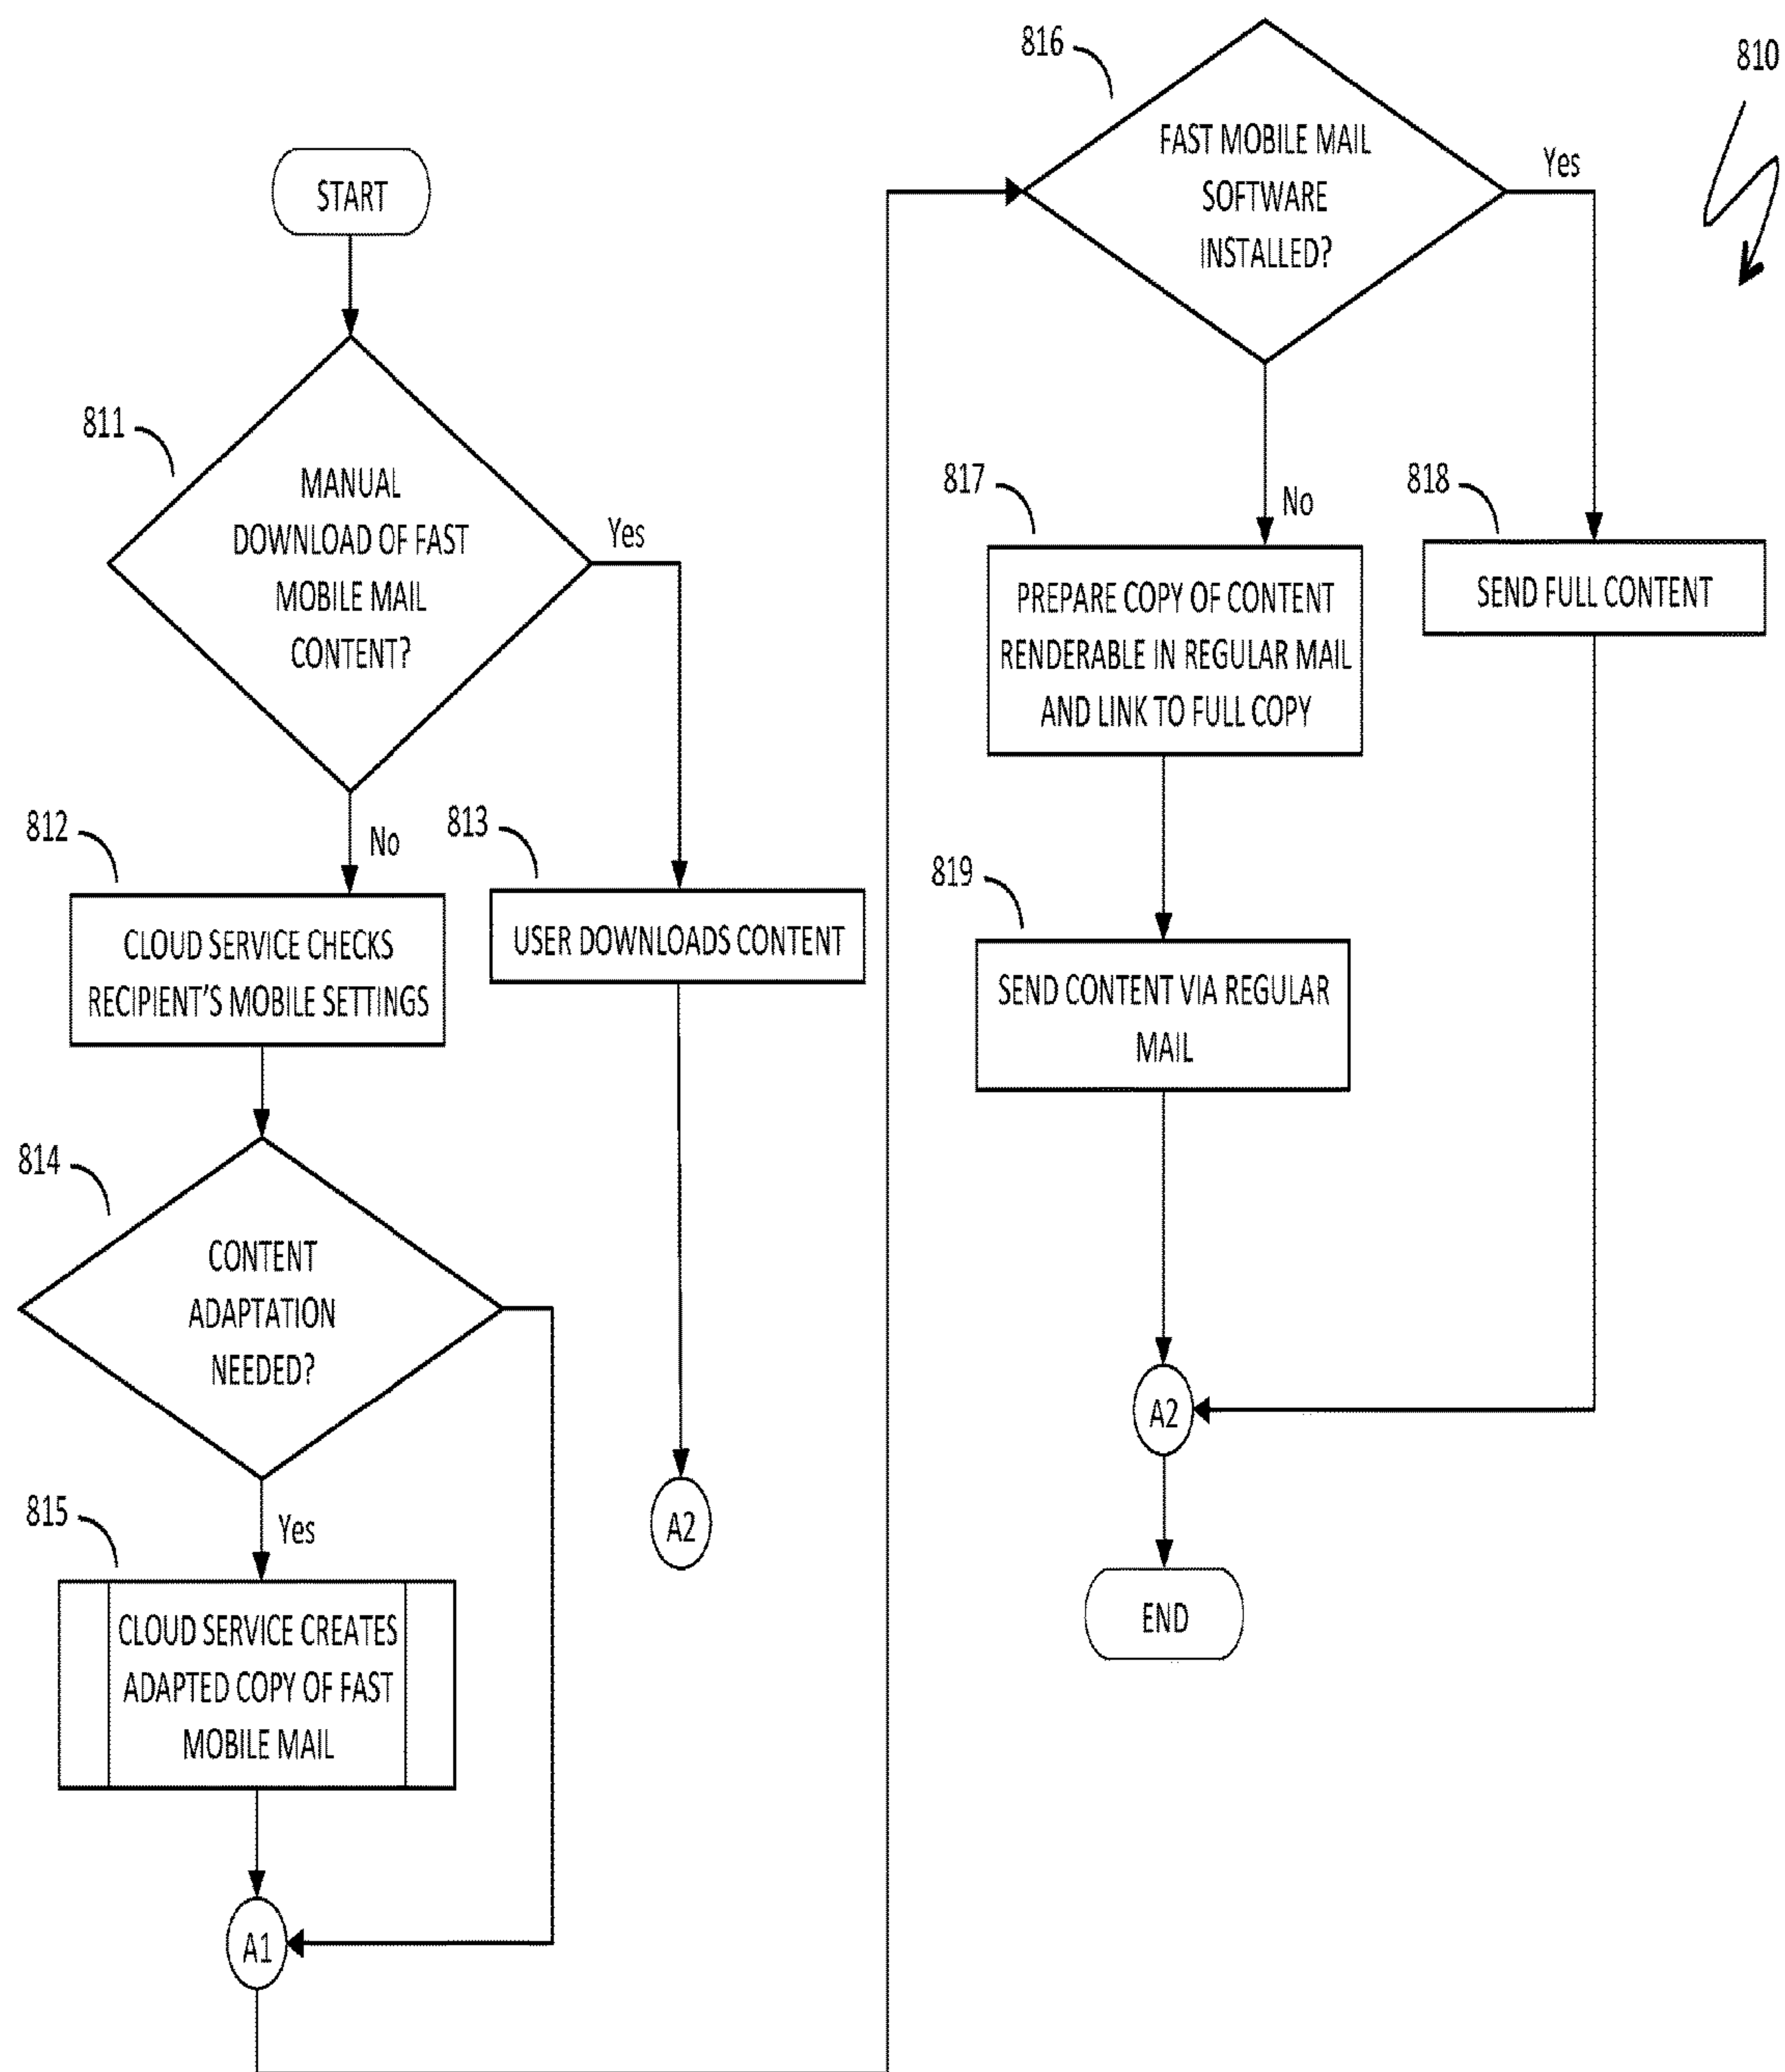 START
811
MANUAL
DOWNLOAD OF FAST
MOBILE MAIL
CONTENT?
Yes
No
812
CLOUD SERVICE CHECKS
RECIPIENT'S MOBILE SETTINGS
813
USER DOWNLOADS CONTENT
814
CONTENT
ADAPTATION
NEEDED?
Yes
815
CLOUD SERVICE CREATES
ADAPTED COPY OF FAST
MOBILE MAIL
A2
A1
816
FAST MOBILE MAIL
SOFTWARE
INSTALLED?
Yes
810
No
817
PREPARE COPY OF CONTENT
RENDERABLE IN REGULAR MAIL
AND LINK TO FULL COPY
818
SEND FULL CONTENT
819
SEND CONTENT VIA REGULAR
MAIL
A2
END